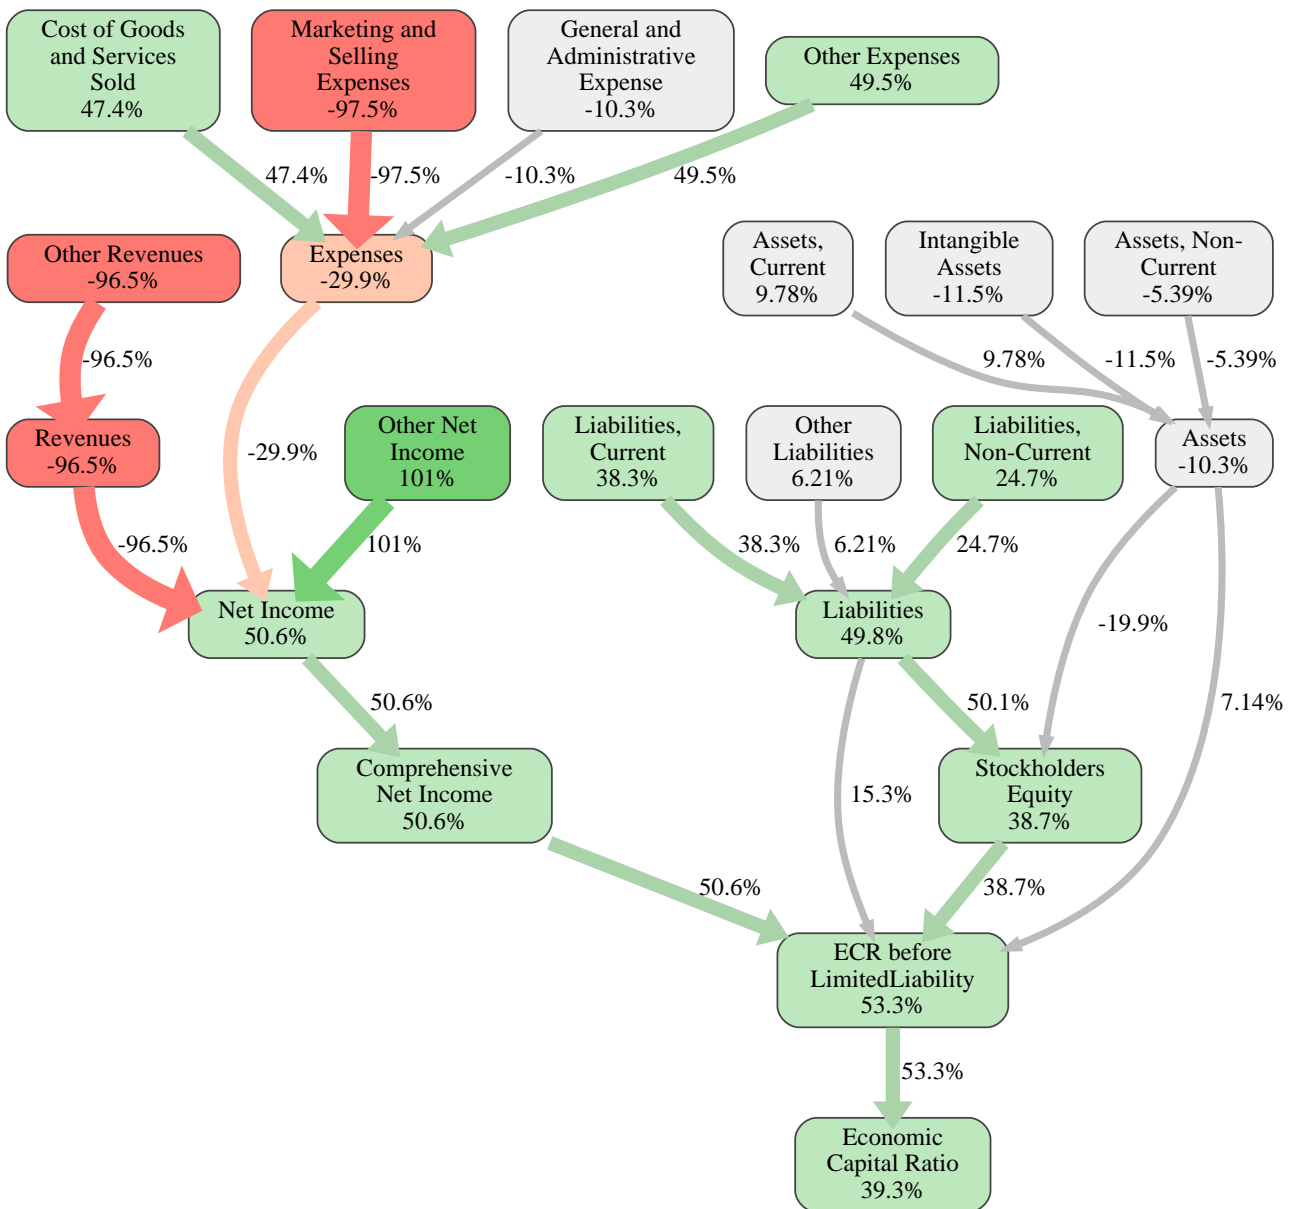 Cost of Goods
and Services
Sold
47.4%
Marketing and
Selling
Expenses
-97.5%
General and
Administrative
Expense
-10.3%
Other Expenses
49.5%
47.4%
-97.5%
-10.3%
49.5%
Other Revenues
-96.5%
Expenses
-29.9%
Assets,
Current
9.78%
Intangible
Assets
-11.5%
Assets, Non-
Current
-5.39%
-96.5%
9.78%
-11.5%
-5.39%
Revenues
-96.5%
-29.9%
Other Net
Income
101%
Liabilities,
Current
38.3%
Other
Liabilities
6.21%
Liabilities,
Non-Current
24.7%
Assets
-10.3%
-96.5%
101%
38.3%
6.21%
24.7%
Net Income
50.6%
Liabilities
49.8%
-19.9%
50.6%
50.1%
7.14%
Comprehensive
Net Income
50.6%
15.3%
Stockholders
Equity
38.7%
50.6%
38.7%
ECR before
LimitedLiability
53.3%
53.3%
Economic
Capital Ratio
39.3%